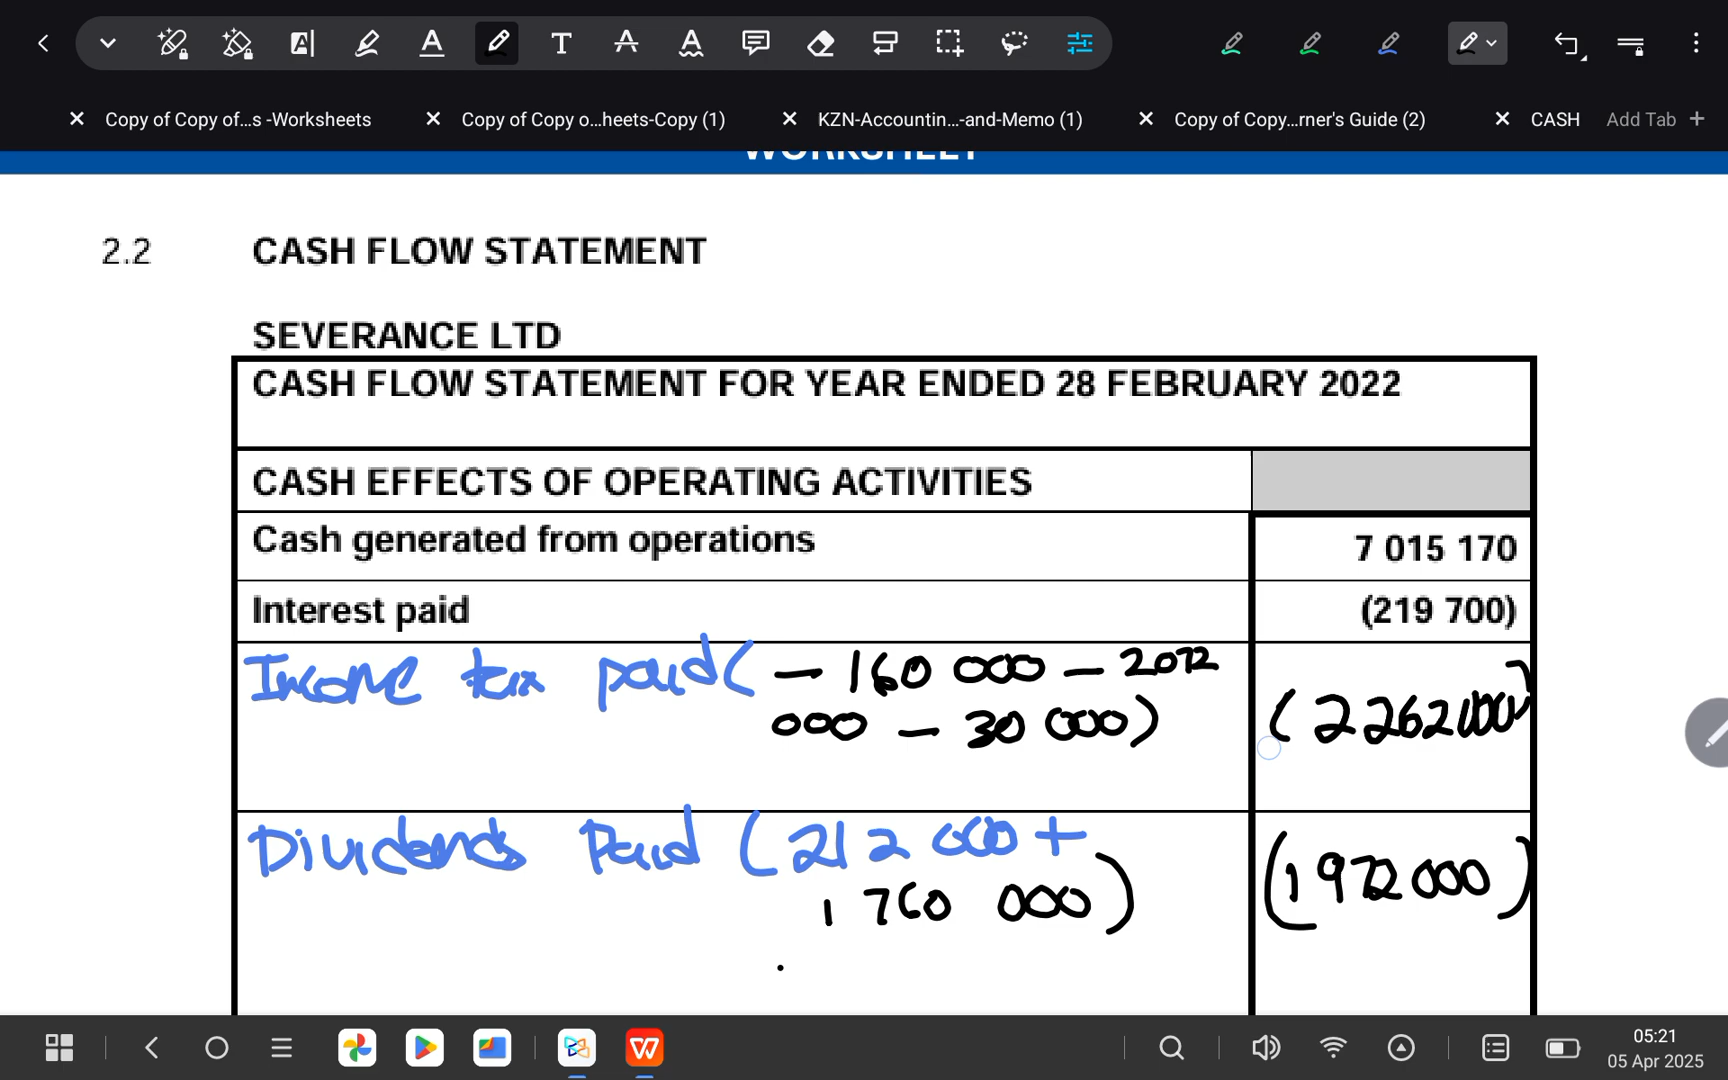 Copy of Copy of...s -Worksheets
Copy of Copy o...heets-Copy (1)
KZN-Accountin...-and-Memo (1)
Copy of Copy...rner's Guide (2)
CASH
Add Tab +
WORKSHEET
2.2 CASH FLOW STATEMENT
SEVERANCE LTD
CASH FLOW STATEMENT FOR YEAR ENDED 28 FEBRUARY 2022
CASH EFFECTS OF OPERATING ACTIVITIES
Cash generated from operations 7 015 170
Interest paid (219 700)
Income tax paid ( – 160 000 – 2072
000 – 30 000) (2262000)
Dividends Paid (212 000 +
1 760 000) (1972000)
05:21
05 Apr 2025